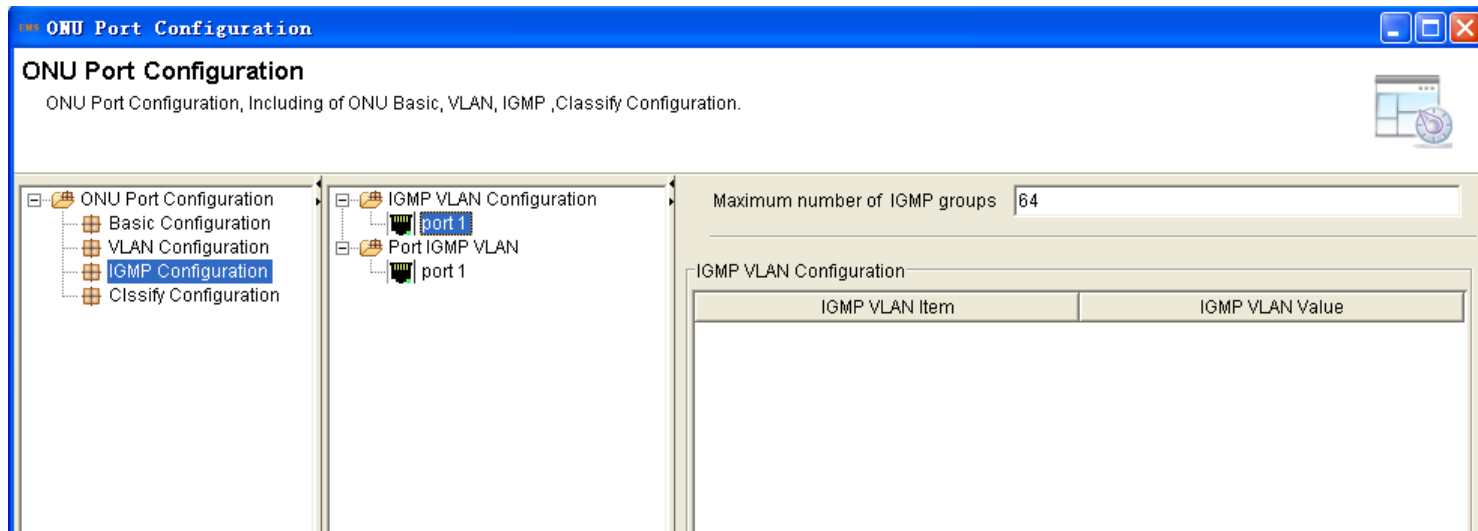 EMS ONU Port Configuration
ONU Port Configuration
ONU Port Configuration, Including of ONU Basic, VLAN, IGMP ,Classify Configuration.
ONU Port Configuration
Basic Configuration
VLAN Configuration
IGMP Configuration
Clssify Configuration
IGMP VLAN Configuration
port 1
Port IGMP VLAN
port 1
Maximum number of IGMP groups 64
IGMP VLAN Configuration
IGMP VLAN Item IGMP VLAN Value